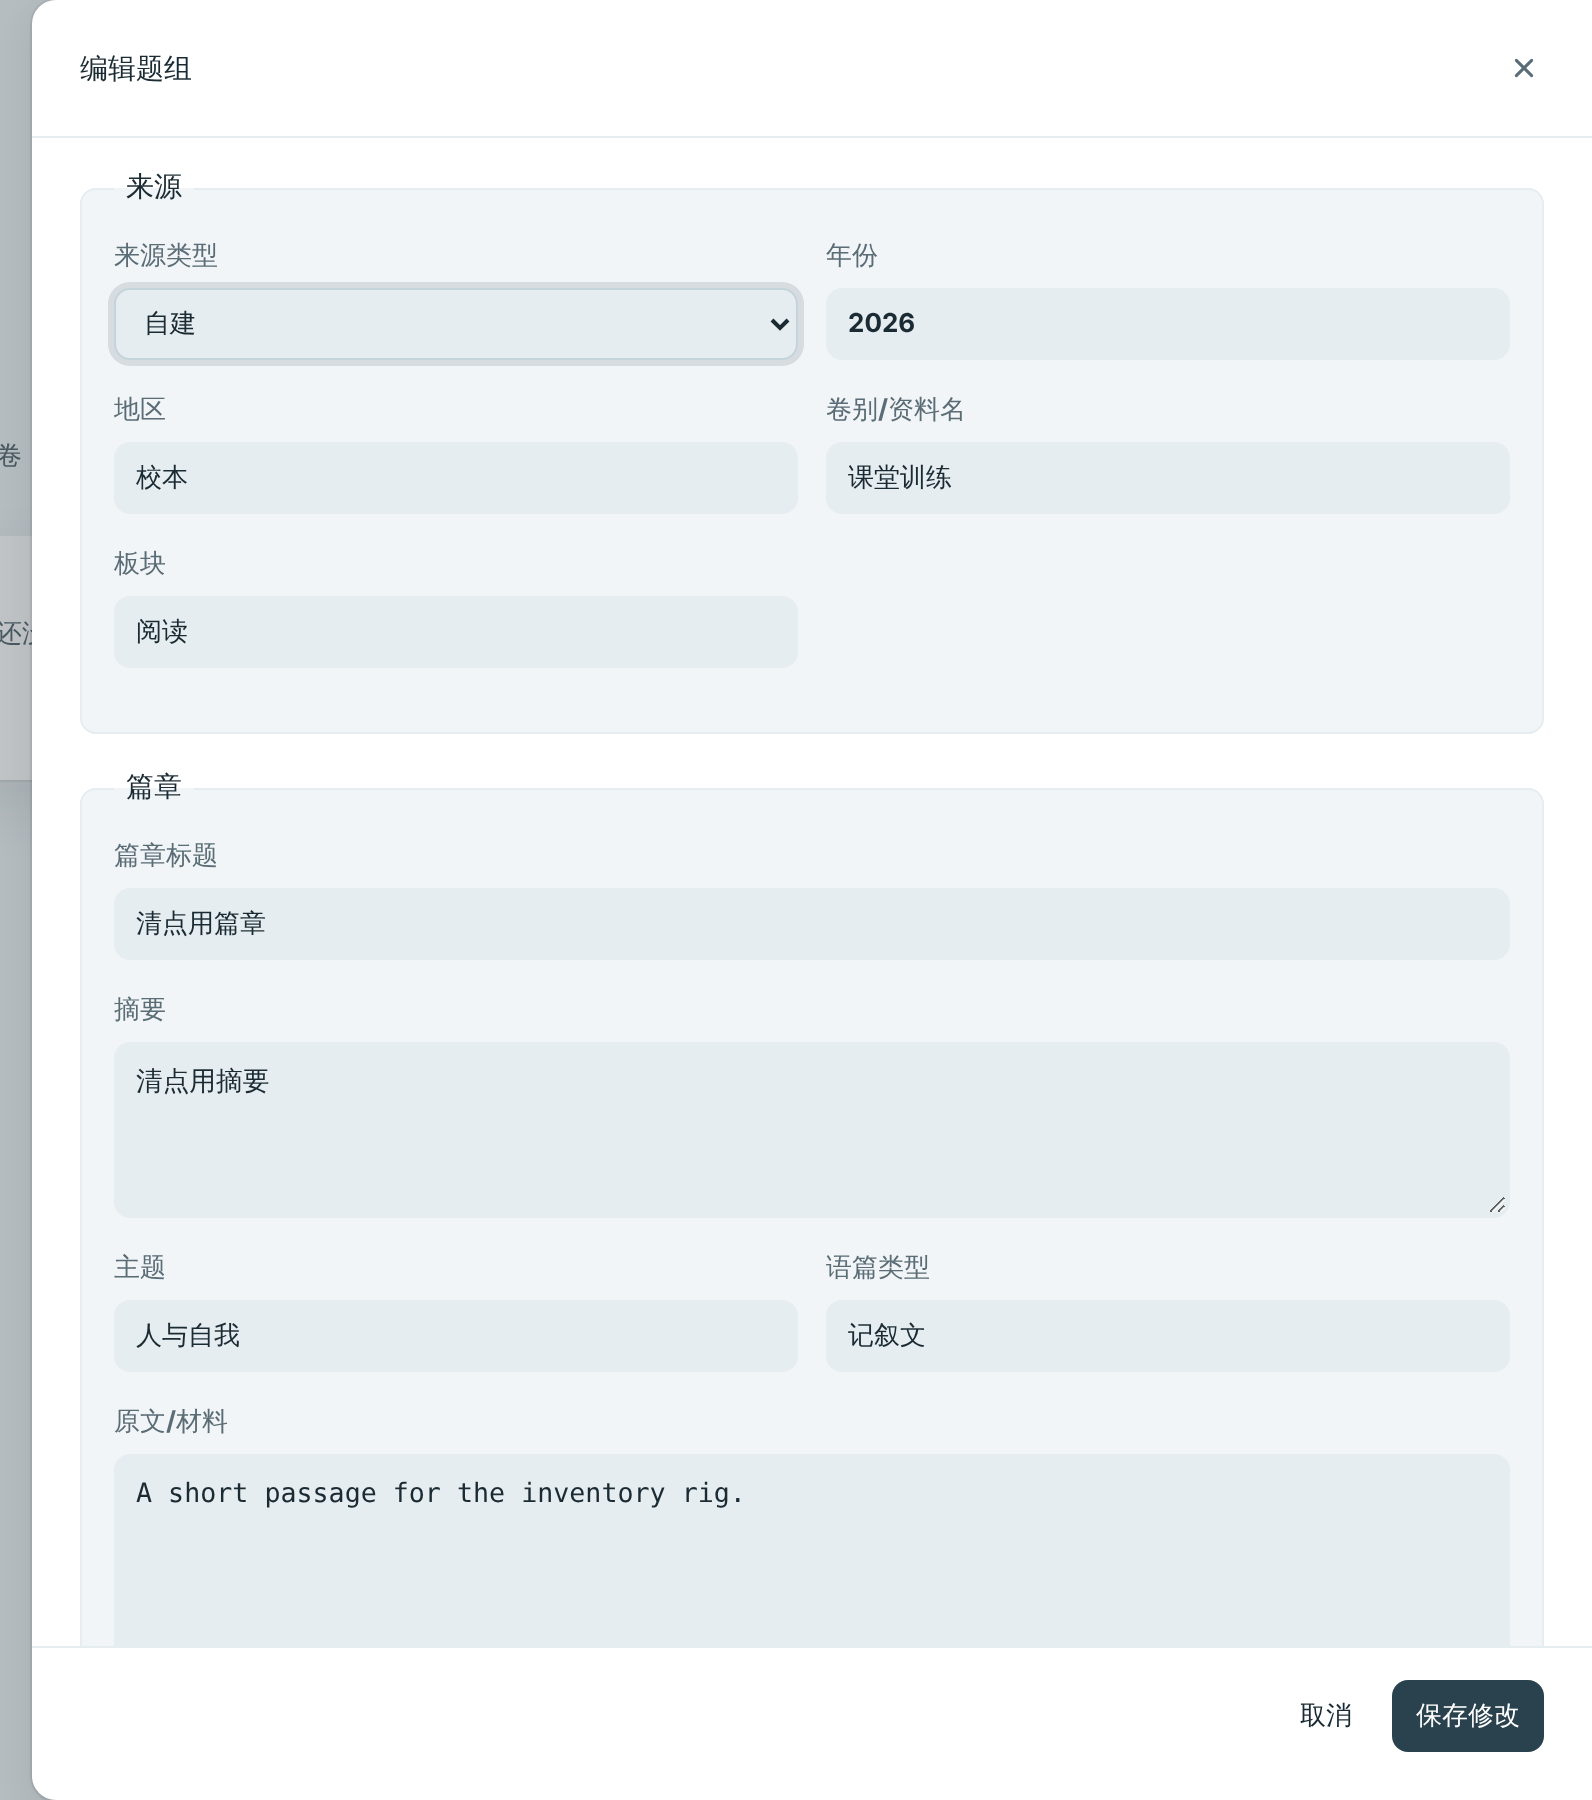 编辑题组
来源
来源类型
年份
自建
2026
地区
卷别/资料名
卷
校本
课堂训练
板块
还
阅读
篇章
篇章标题
清点用篇章
摘要
清点用摘要
主题
语篇类型
人与自我
记叙文
原文/材料
A short passage for the inventory rig.
取消
保存修改